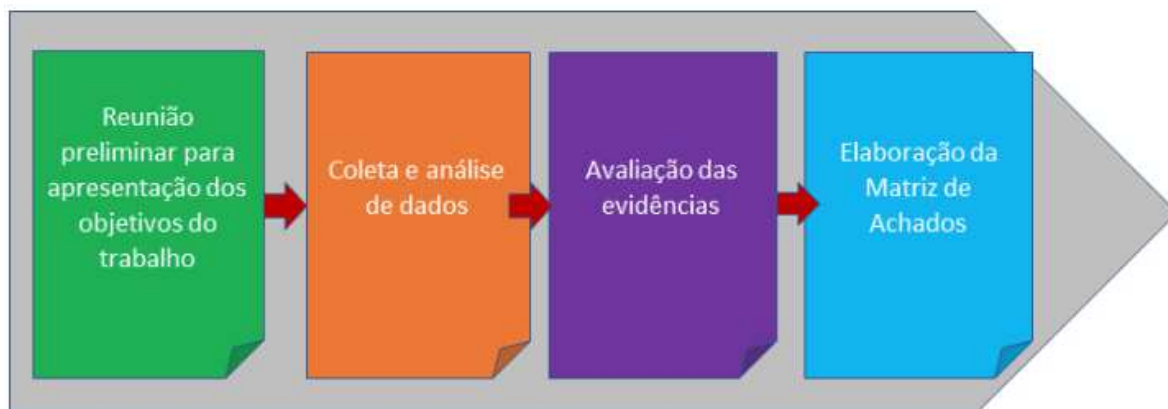 Reunião
preliminar para
apresentação dos
objetivos do
trabalho
Coleta e análise
de dados
Avaliação das
evidências
Elaboração da
Matriz de
Achados